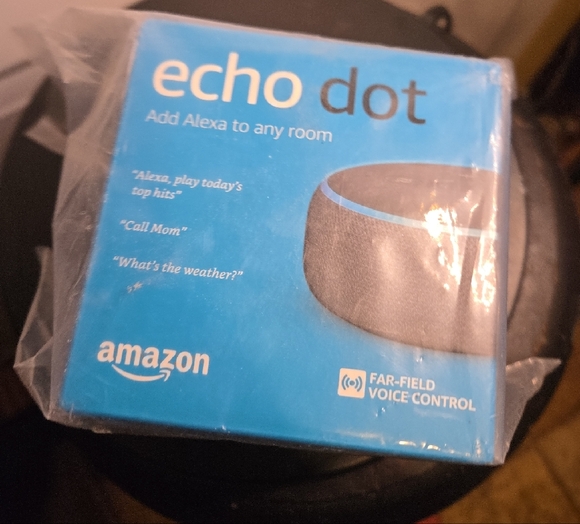 echo dot
Add Alexa to any room
“Alexa, play today's
top hits”
“Call Mom”
“What's the weather?”
amazon
FAR-FIELD
VOICE CONTROL